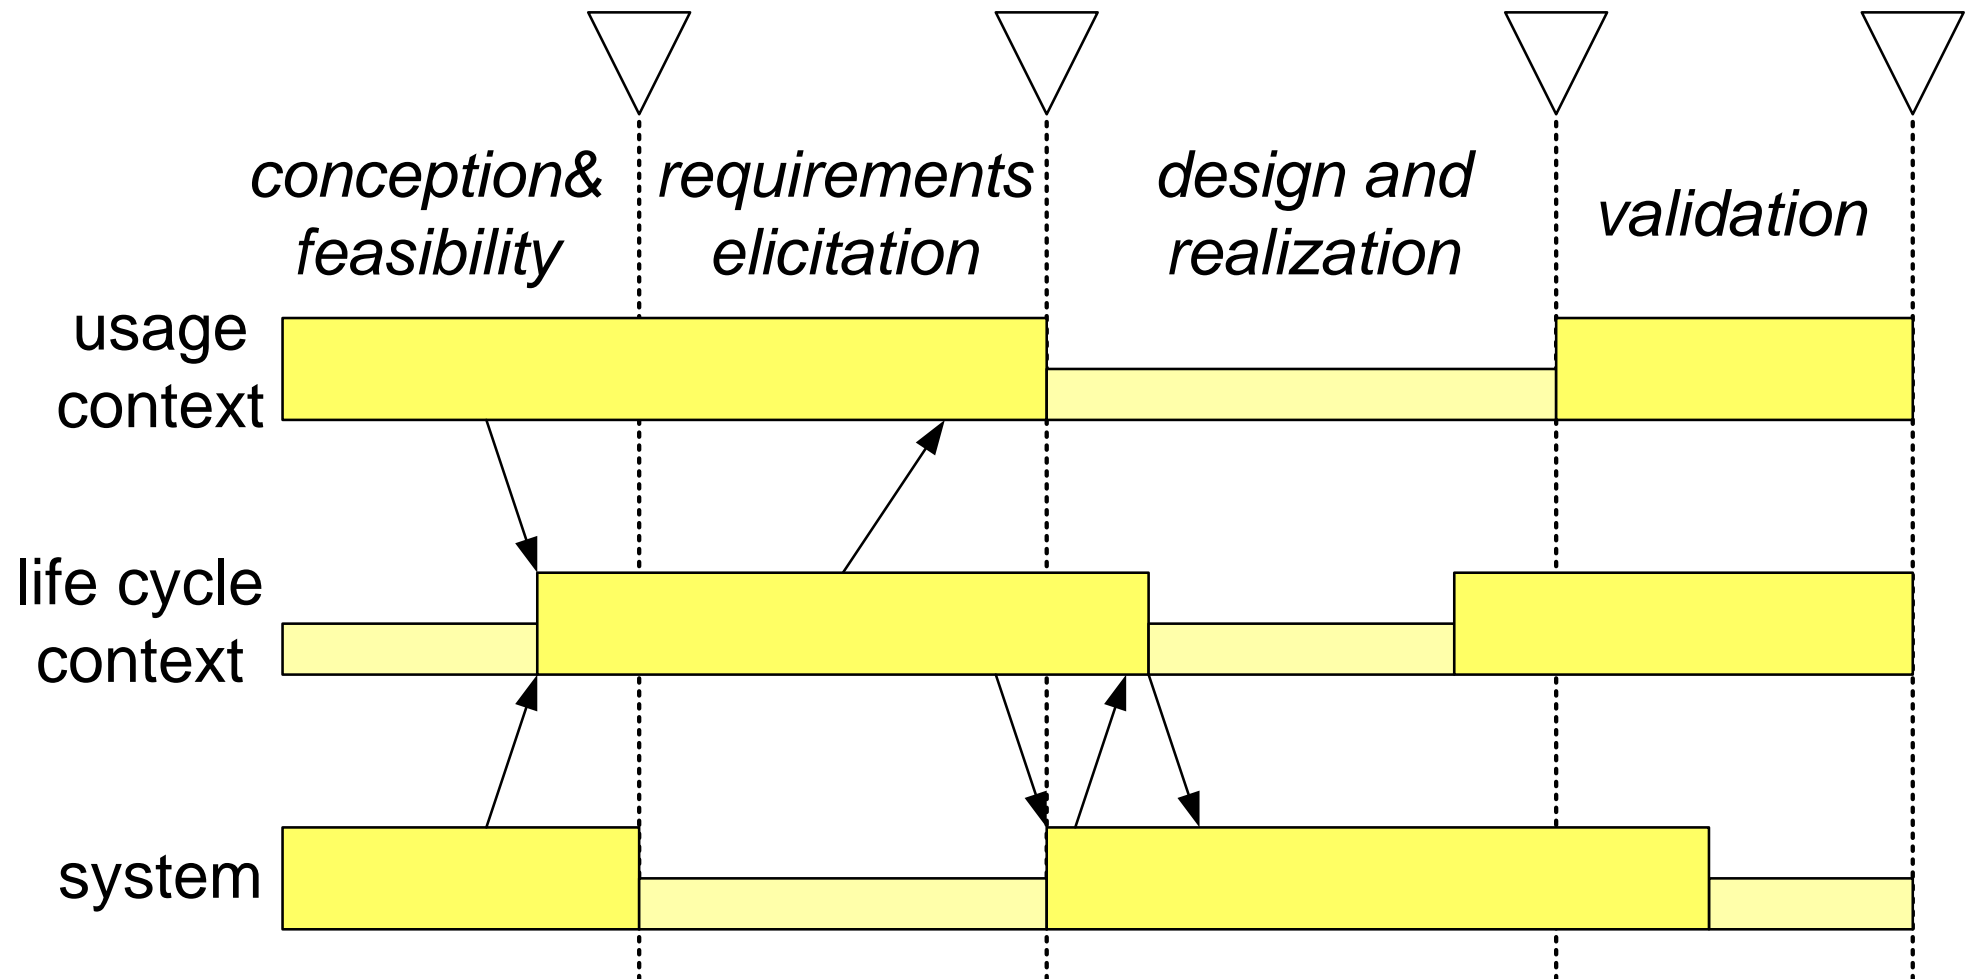 conception&
feasibility
requirements
elicitation
design and
realization
validation
usage
context
life cycle
context
system